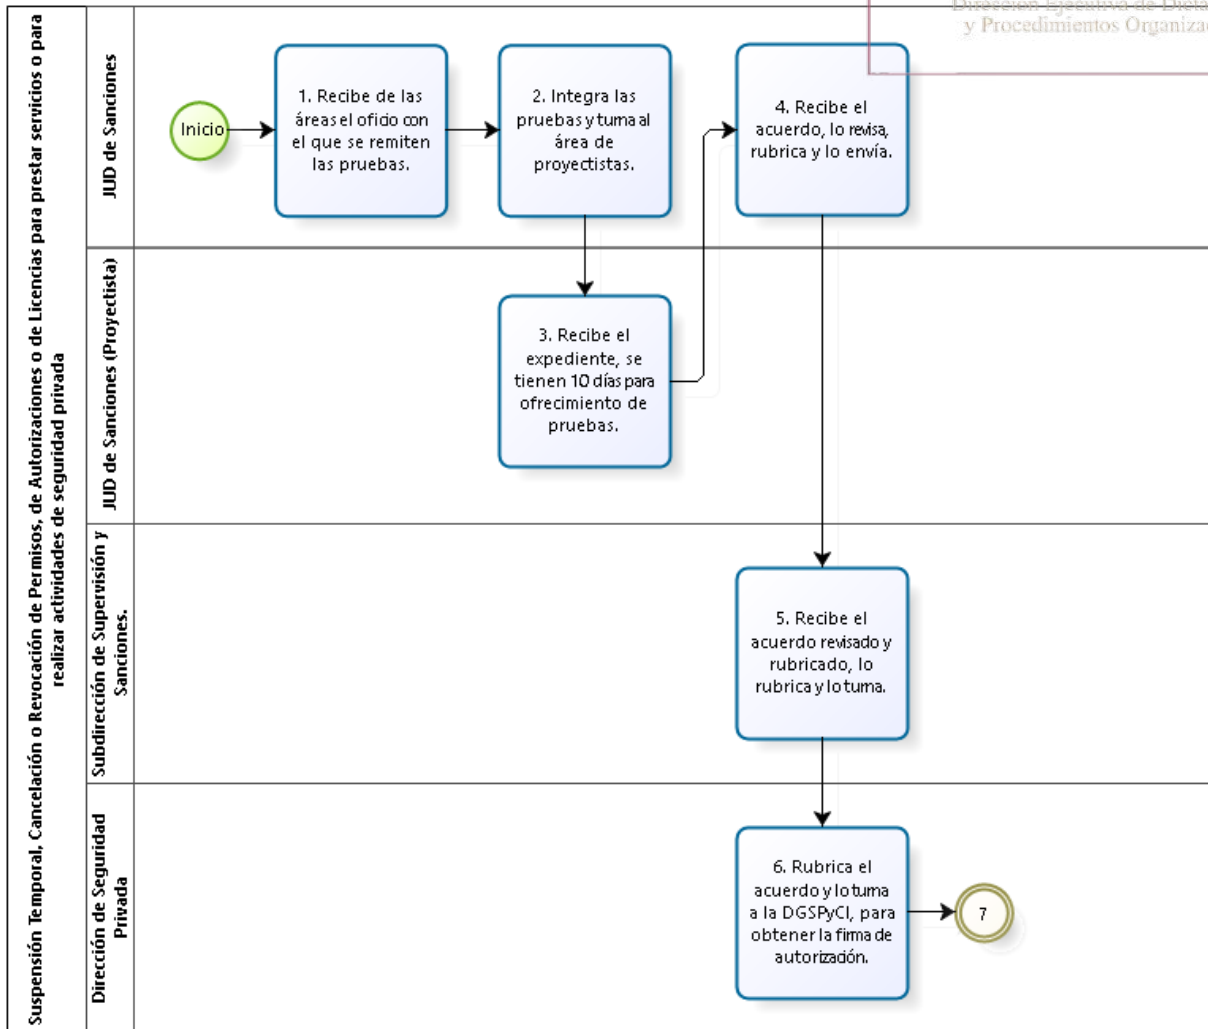 Dirección Ejecutiva de
y Procedimientos
Suspensión Temporal, Cancelación o Revocación de Permisos, de Autorizaciones o de Licencias para prestar servicios o para
realizar actividades de seguridad privada
JUD de Sanciones
Inicio
1. Recibe de las
áreas el oficio con
el que se remiten
las pruebas.
2. Integra las
pruebas y turna al
área de
proyectistas.
4. Recibe el
acuerdo, lo revisa,
rubrica y lo envía.
JUD de Sanciones (Proyectista)
3. Recibe el
expediente, se
tienen 10 días para
ofrecimiento de
pruebas.
Subdirección de Supervisión y
Sanciones.
5. Recibe el
acuerdo revisado y
rubricado, lo
rubrica y lo turna.
Dirección de Seguridad
Privada
6. Rubrica el
acuerdo y lo turna
a la DGSPyCI, para
obtener la firma de
autorización.
7